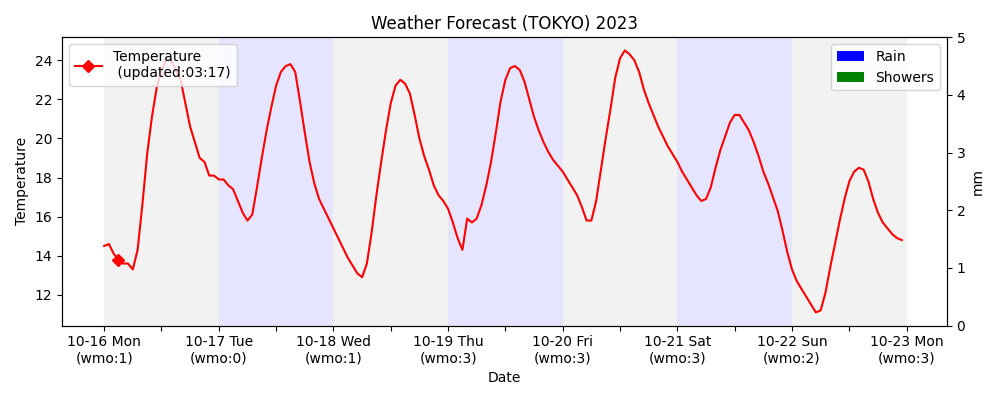 Weather Forecast (TOKYO) 2023
Temperature
(updated:03:17)
Rain
Showers
Temperature
24
22
20
18
16
14
12
5
4
3
2
1
0
mm
10-16 Mon
(wmo:1)
10-17 Tue
(wmo:0)
10-18 Wed
(wmo:1)
10-19 Thu
(wmo:3)
10-20 Fri
(wmo:3)
10-21 Sat
(wmo:3)
10-22 Sun
(wmo:2)
10-23 Mon
(wmo:3)
Date